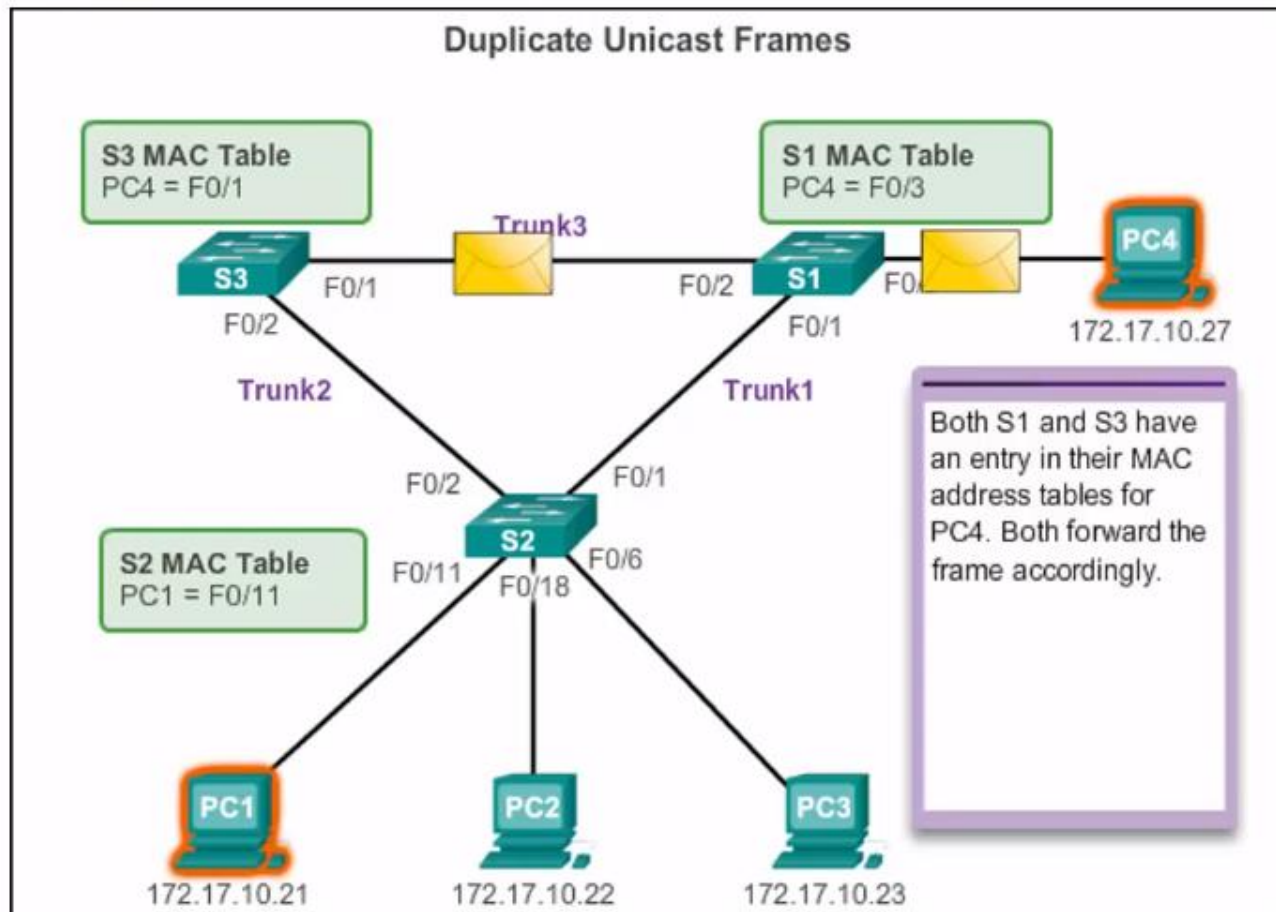 Duplicate Unicast Frames
S3 MAC Table
PC4 = F0/1
S1 MAC Table
PC4 = F0/3
Trunk3
PC4
S3
F0/1
F0/2
S1
F0/
F0/2
F0/1
172.17.10.27
Trunk2
Trunk1
Both S1 and S3 have
an entry in their MAC
address tables for
PC4. Both forward the
frame accordingly.
F0/2
F0/1
S2
S2 MAC Table
PC1 = F0/11
F0/11
F0/18
F0/6
PC1
PC2
PC3
172.17.10.21
172.17.10.22
172.17.10.23